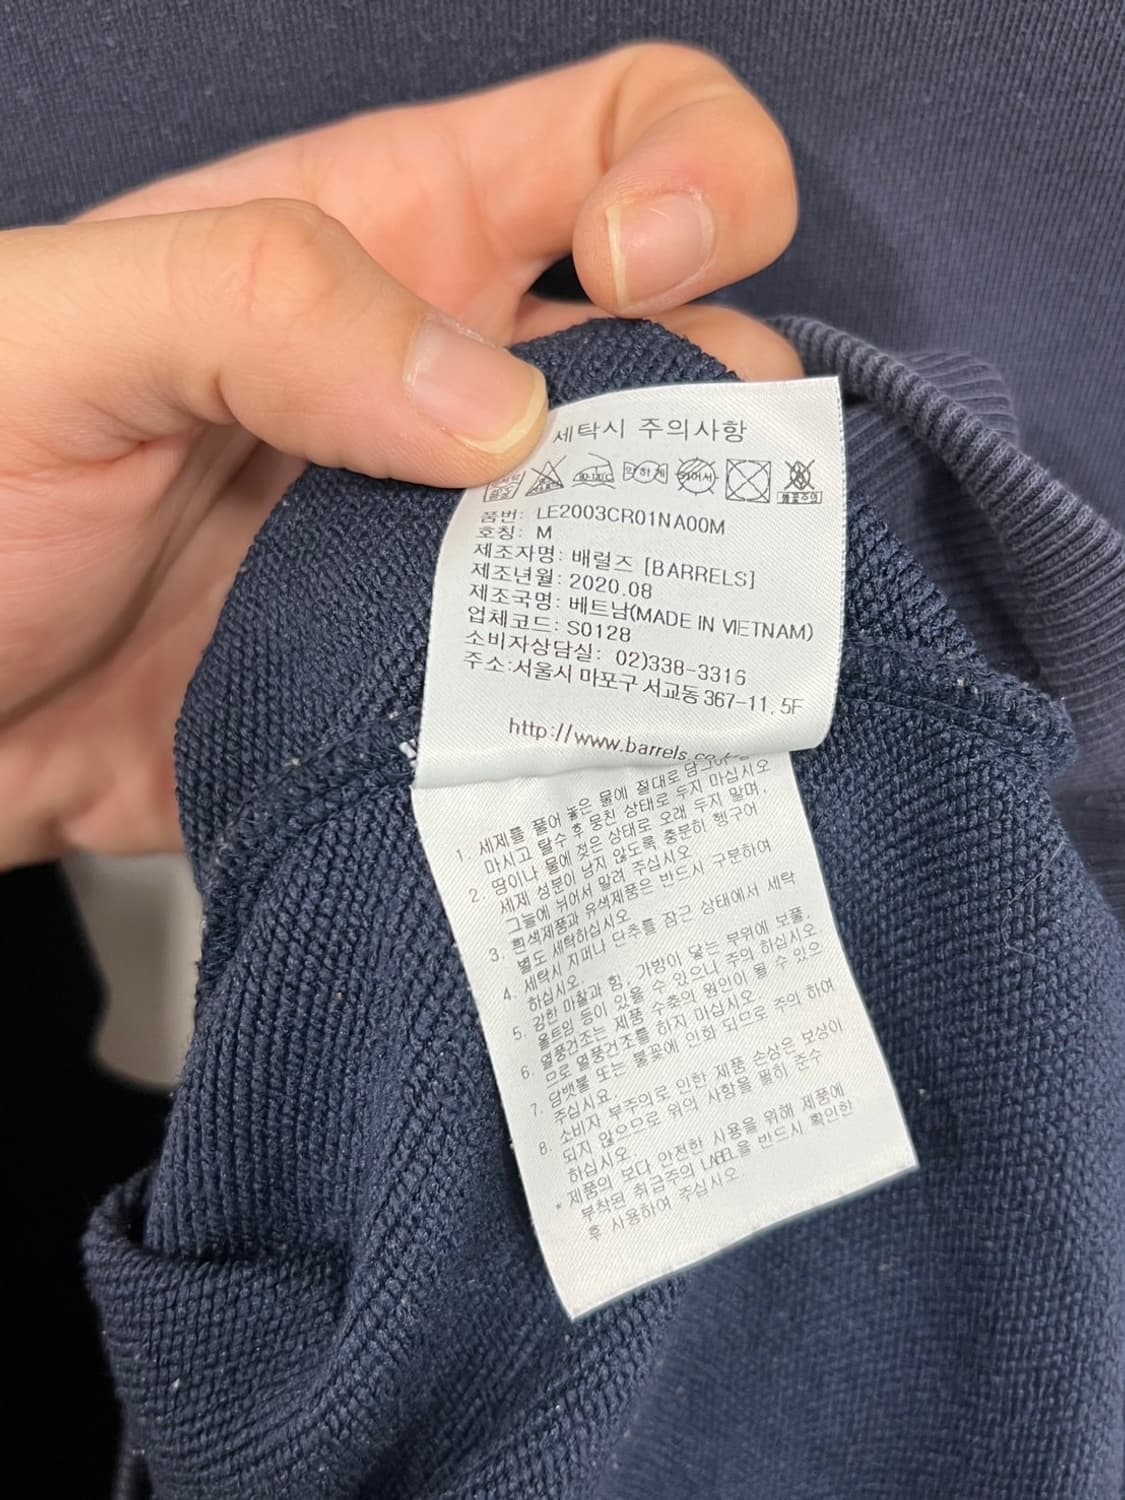 세탁시 주의사항
약하게
불꽃주의
품번: LE2003CR01NA00M
호칭: M
제조자명: 배럴즈 [BARRELS]
제조년월: 2020.08
제조국명: 베트남(MADE IN VIETNAM)
업체코드: S0128
소비자상담실: 02)338-3316
주소:서울시 마포구 서교동 367-11, 5F
http://www.barrels.co
1. 세제를 풀어 놓은 물에 절대로
마시고 탈수 후 뭉친 상태로 두지 마십시오
2. 땀이나 물에 젖은 상태로 오래 두지 말며,
세제 성분이 남지 않도록 충분히 헹구어
그늘에 뉘어서 말려 주십시오
3. 흰색제품과 유색제품은 반드시 구분하여
별도 세탁하십시오
4. 세탁시 지퍼나 단추를 잠근 상태에서 세탁
하십시오
5. 강한 마찰과 힘, 가방이 닿는 부위에 보풀,
올트임 등이 있을 수 있으니 주의 하십시오
6. 열풍건조는 제품 수축의 원인이 될 수 있으
므로 열풍건조를 하지 마십시오
7. 담뱃불 또는 불꽃에 인화 되므로 주의 하여
주십시요
8. 소비자 부주의로 인한 제품 손상은 보상이
되지 않으므로 위의 사항을 필히 준수
하십시오
* 제품의 보다 안전한 사용을 위해 제품에
부착된 취급주의 LABEL을 반드시 확인한
후 사용하여 주십시오